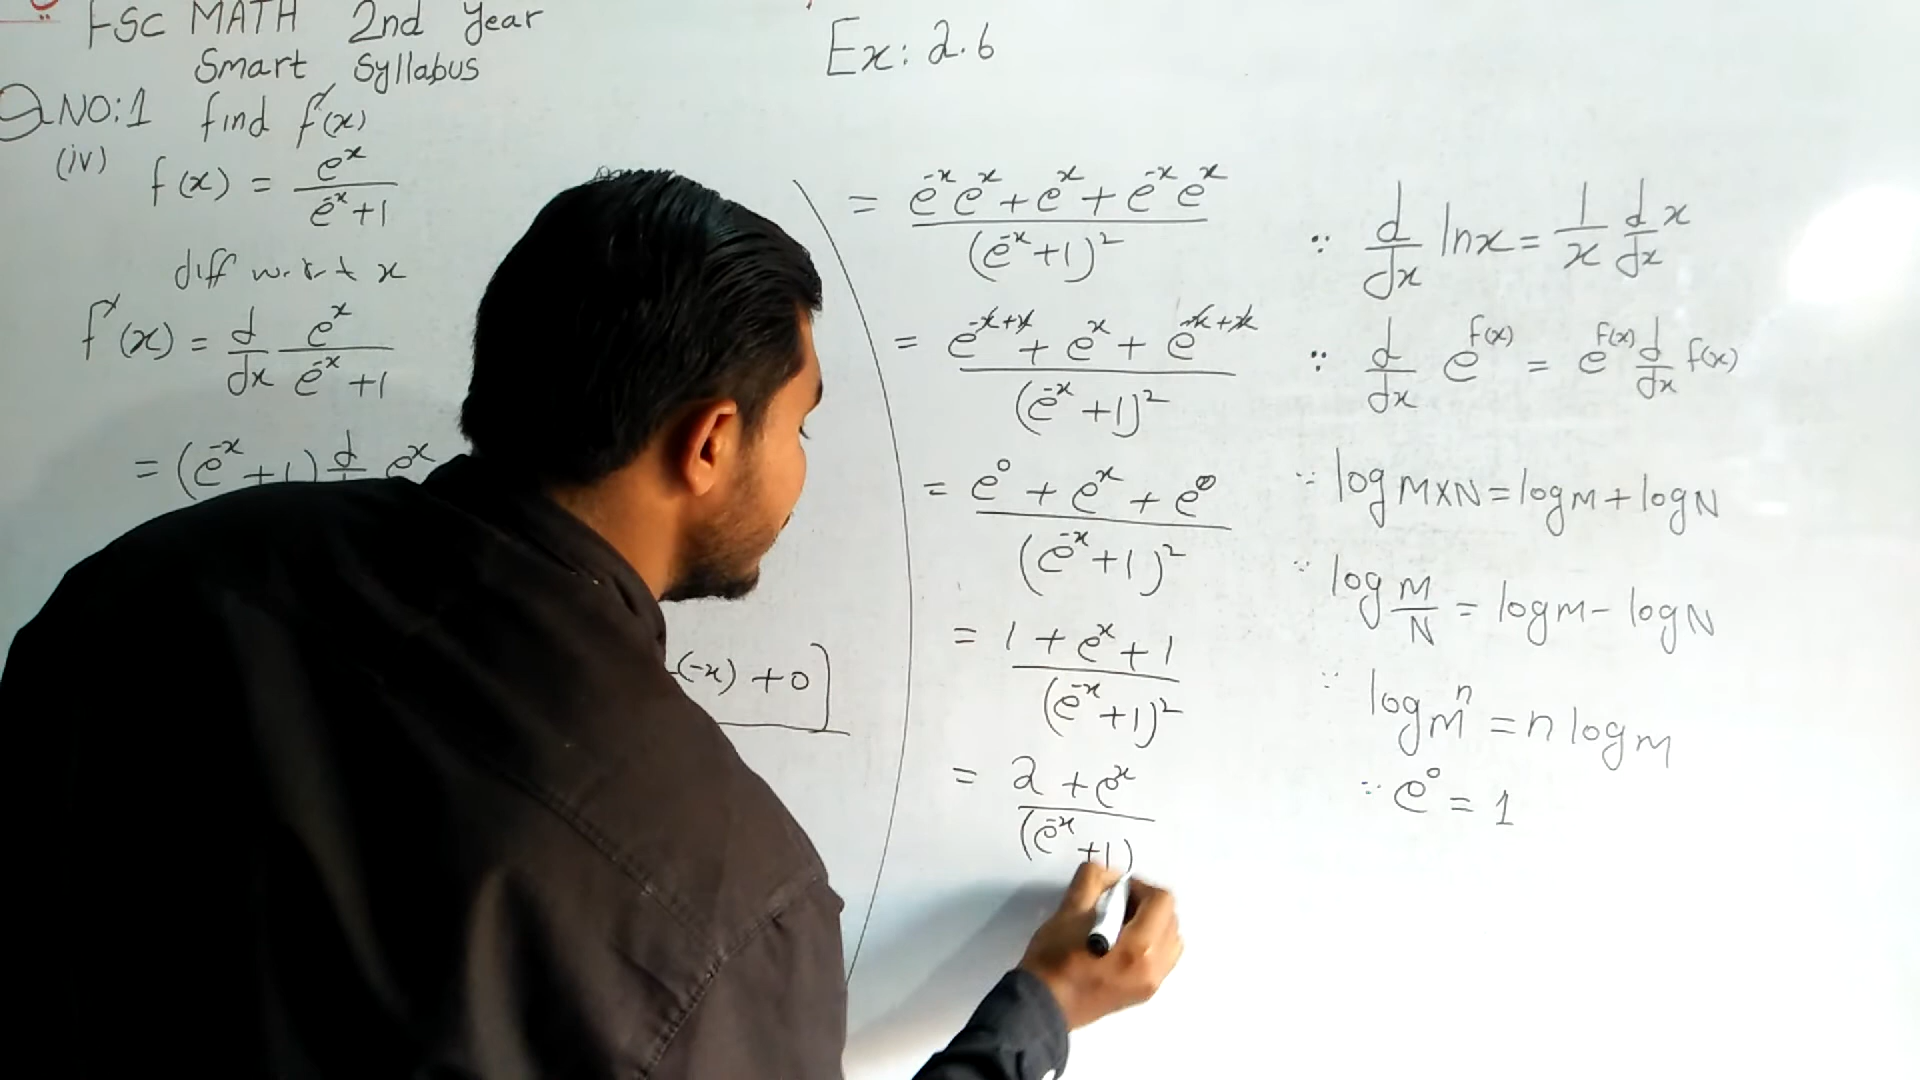 FSC MATH 2nd Year
Smart Syllabus
Ex: 2.6
Q NO:1 find f'(x)
(iv) f(x) = e^x / (e^-x + 1)
diff w.r.t x
f'(x) = d/dx e^x / (e^-x + 1)
= (e^-x + 1) d/ e^x
(-x) + 0]
= (e^-x e^x + e^x + e^-x e^x) / (e^-x + 1)^2
= (e^(-x+x) + e^x + e^(-x+x)) / (e^-x + 1)^2
= (e^0 + e^x + e^0) / (e^-x + 1)^2
= (1 + e^x + 1) / (e^-x + 1)^2
= (2 + e^x) / (e^-x + 1)
∵ d/dx lnx = 1/x d/dx x
∵ d/dx e^f(x) = e^f(x) d/dx f(x)
∵ log M×N = log M + log N
∵ log M/N = log M - log N
∵ log M^n = n log M
∵ e^0 = 1